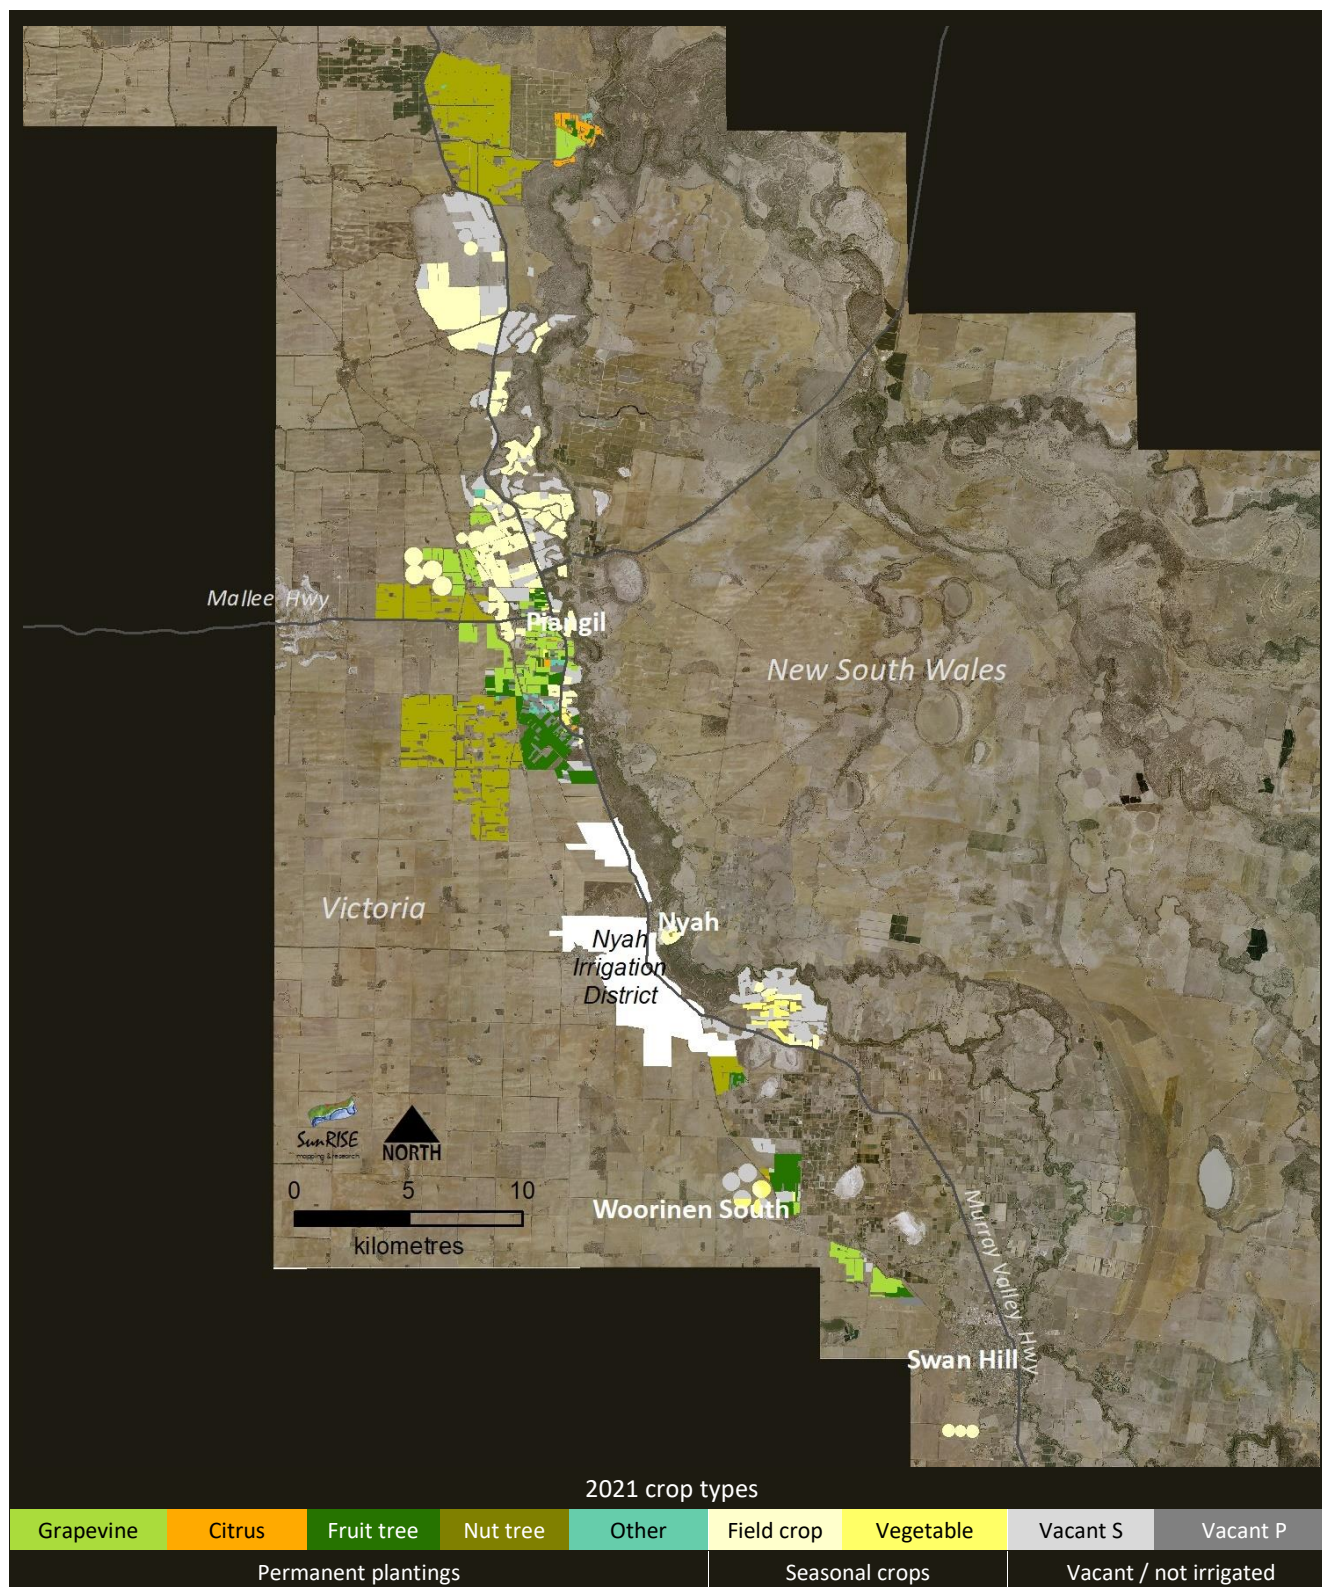 Mallee Hwy
Piangil
New South Wales
Victoria
Nyah
Nyah
Irrigation
District
SunRISE
mapping & research
NORTH
0 5 10
kilometres
Woorinen South
Murray Valley Hwy
Swan Hill
2021 crop types
Grapevine Citrus Fruit tree Nut tree Other Field crop Vegetable Vacant S Vacant P
Permanent plantings Seasonal crops Vacant / not irrigated